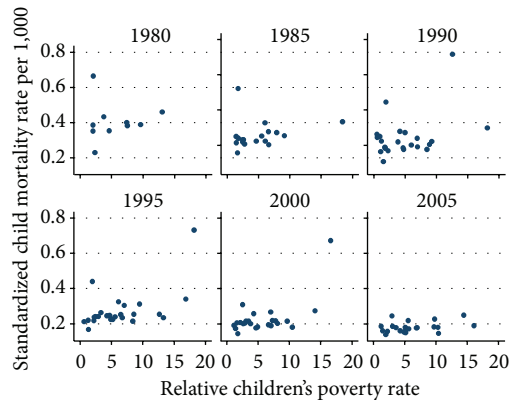 1980 1985 1990
0.8
0.6
0.4
0.2
1995 2000 2005
0.8
0.6
0.4
0.2
0 5 10 15 20 0 5 10 15 20 0 5 10 15 20
Relative children's poverty rate
Standardized child mortality rate per 1,000